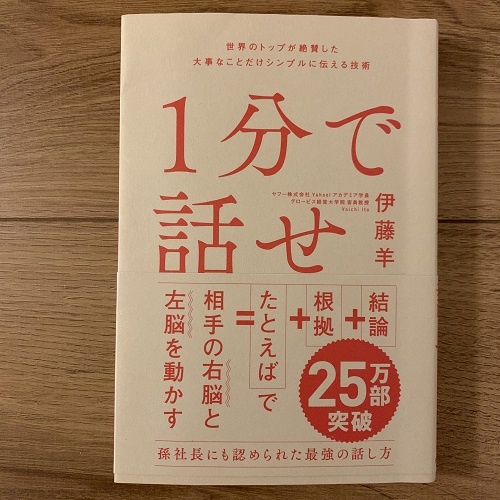 世界のトップが絶賛した
大事なことだけシンプルに伝える技術
1分で
話せ
ヤフー株式会社 Yahoo! アカデミア学長
グロービス経営大学院 客員教授
Yoichi Ito
伊藤羊一
結論
+
根拠
+
たとえば で
=
相手の右脳と
左脳を動かす
25万部
突破
孫社長にも認められた最強の話し方